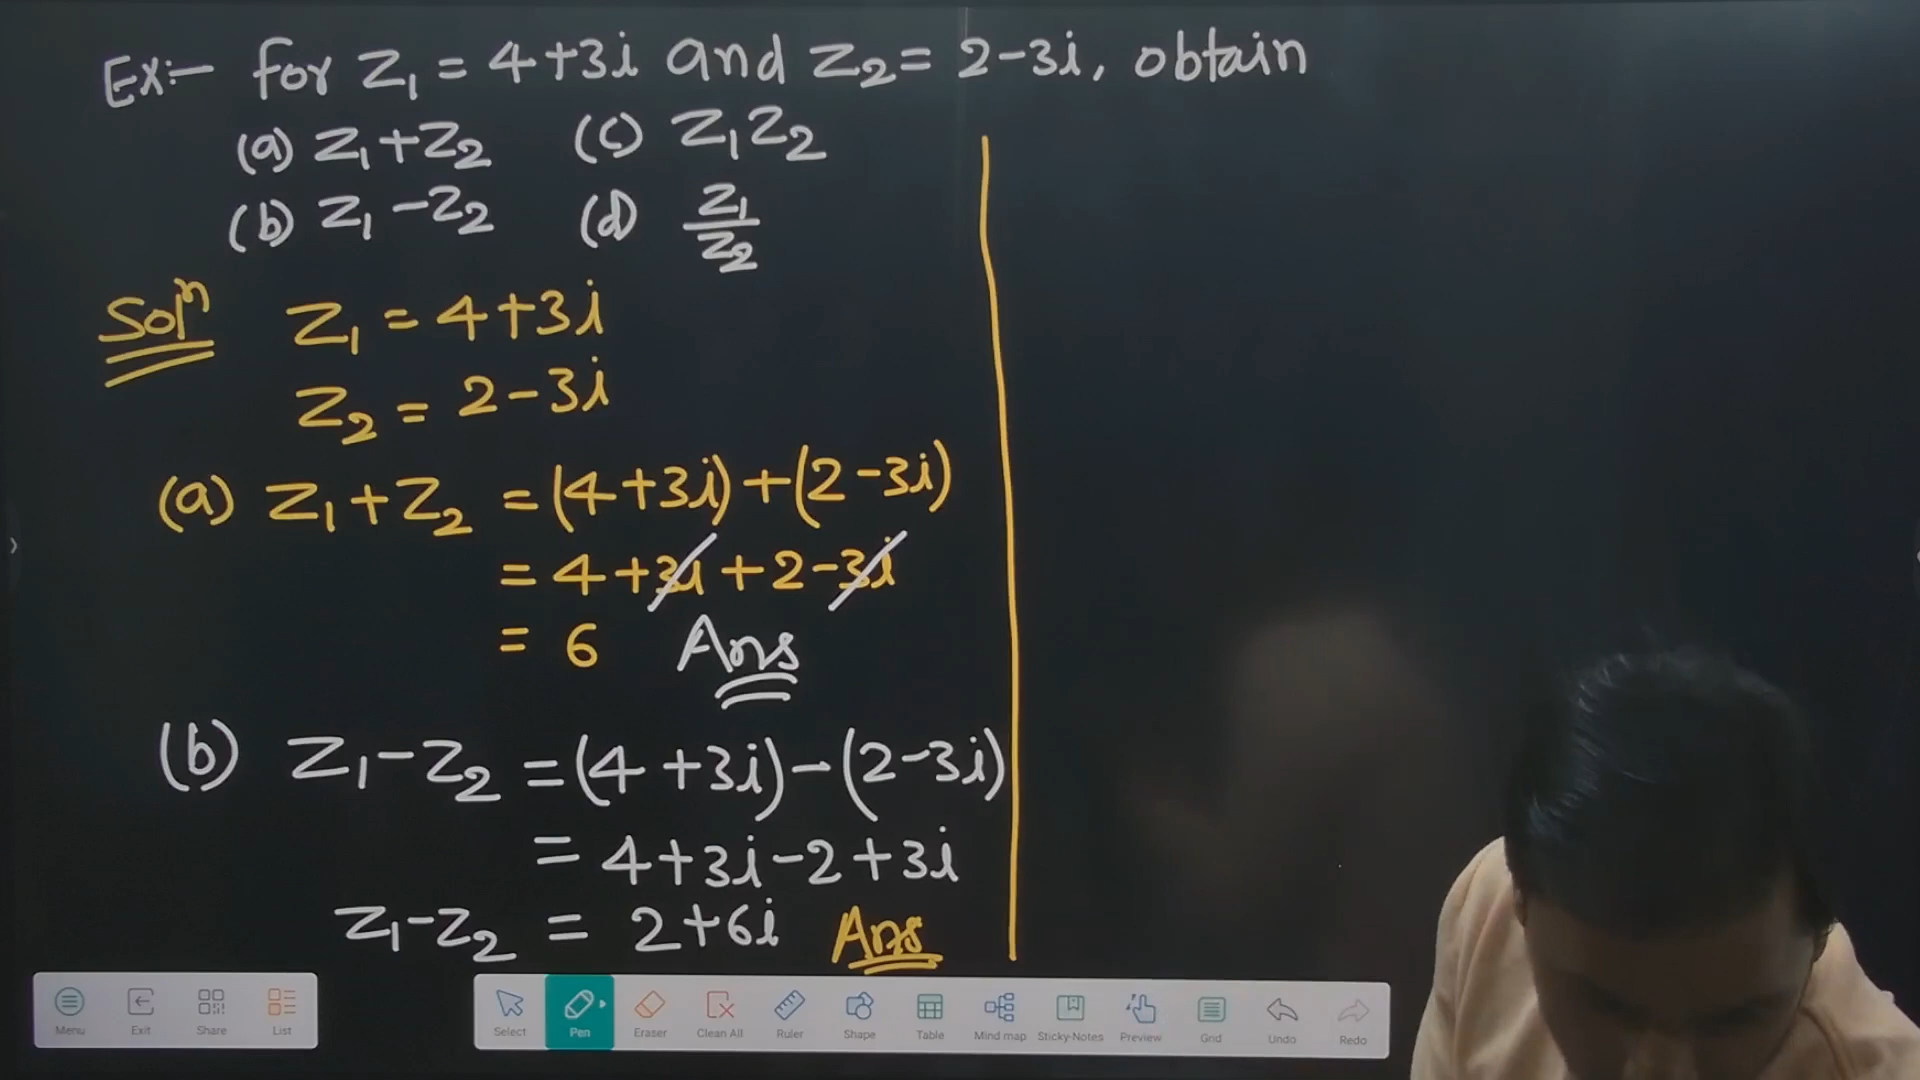 Ex:- for Z₁ = 4+3i and Z₂ = 2-3i, obtain
(a) Z₁+Z₂ (c) Z₁Z₂
(b) Z₁-Z₂ (d) Z₁/Z₂
Solⁿ Z₁ = 4+3i
Z₂ = 2-3i
(a) Z₁+Z₂ = (4+3i)+(2-3i)
= 4+3i+2-3i
= 6 Ans
(b) Z₁-Z₂ = (4+3i)-(2-3i)
= 4+3i-2+3i
Z₁-Z₂ = 2+6i Ans
Menu Exit Share List Select Pen Eraser Clean All Ruler Shape Table Mind map Sticky-Notes Preview Grid Undo Redo